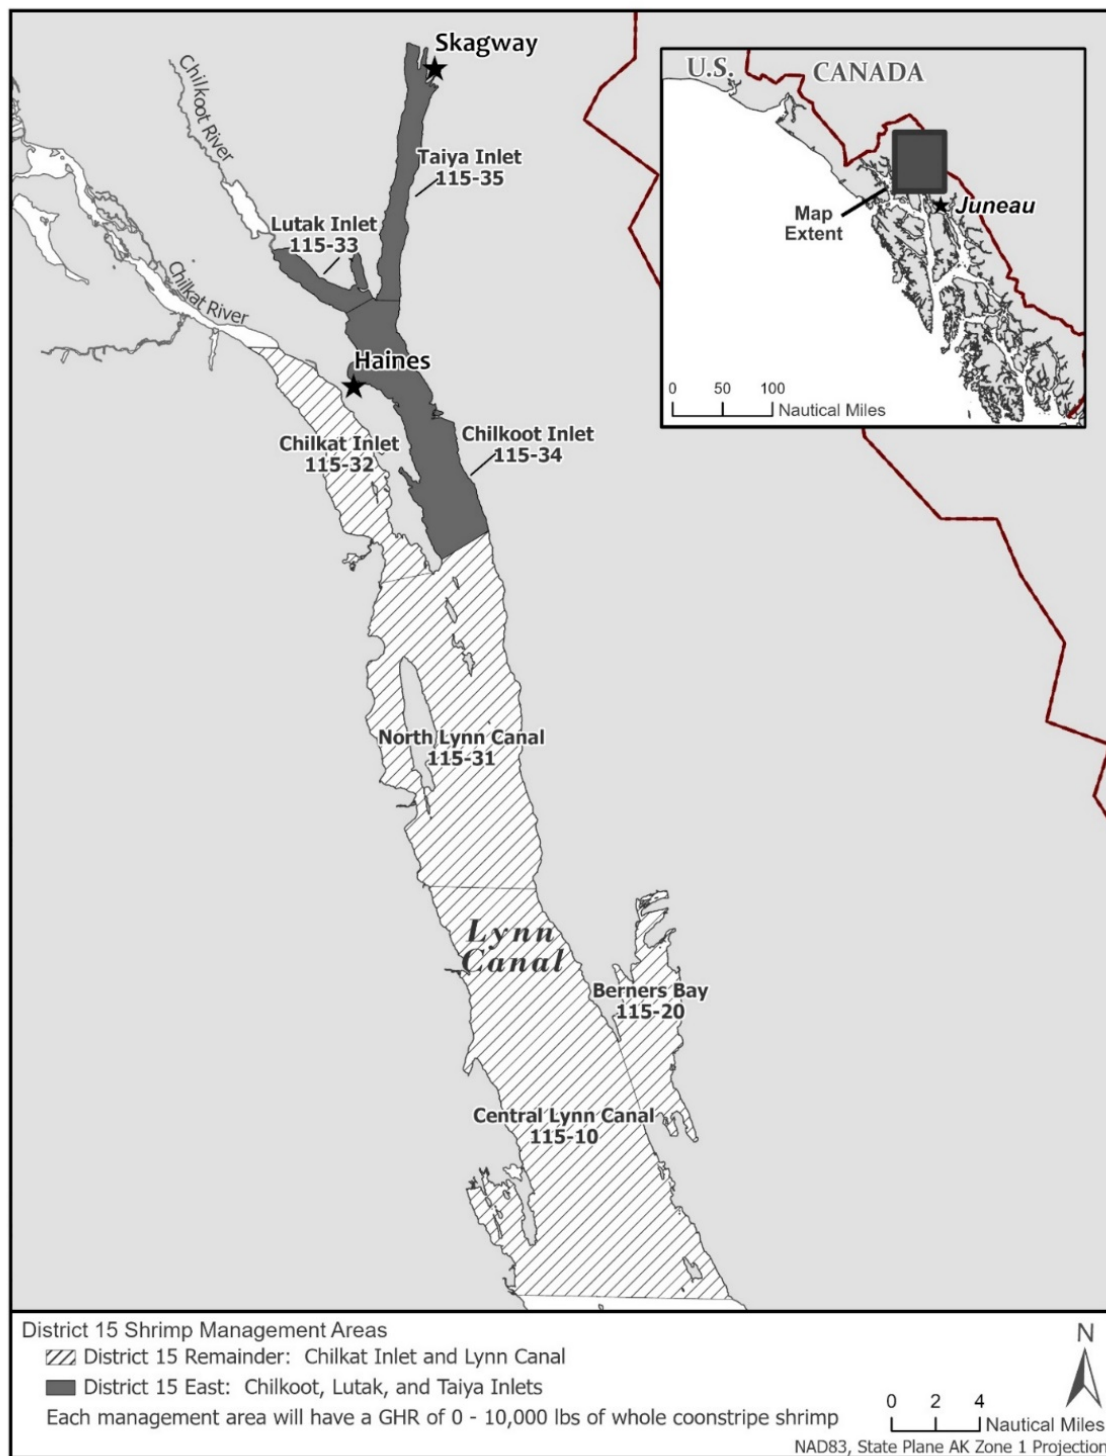 Skagway
U.S.
CANADA
Chilkoot River
Taiya Inlet
115-35
Juneau
Map
Extent
Lutak Inlet
115-33
Chilkat River
Haines
0 50 100
Nautical Miles
Chilkoot Inlet
115-34
Chilkat Inlet
115-32
North Lynn Canal
115-31
Lynn
Canal
Berners Bay
115-20
Central Lynn Canal
115-10
District 15 Shrimp Management Areas
District 15 Remainder: Chilkat Inlet and Lynn Canal
District 15 East: Chilkoot, Lutak, and Taiya Inlets
Each management area will have a GHR of 0 - 10,000 lbs of whole coonstripe shrimp
N
0 2 4
Nautical Miles
NAD83, State Plane AK Zone 1 Projection